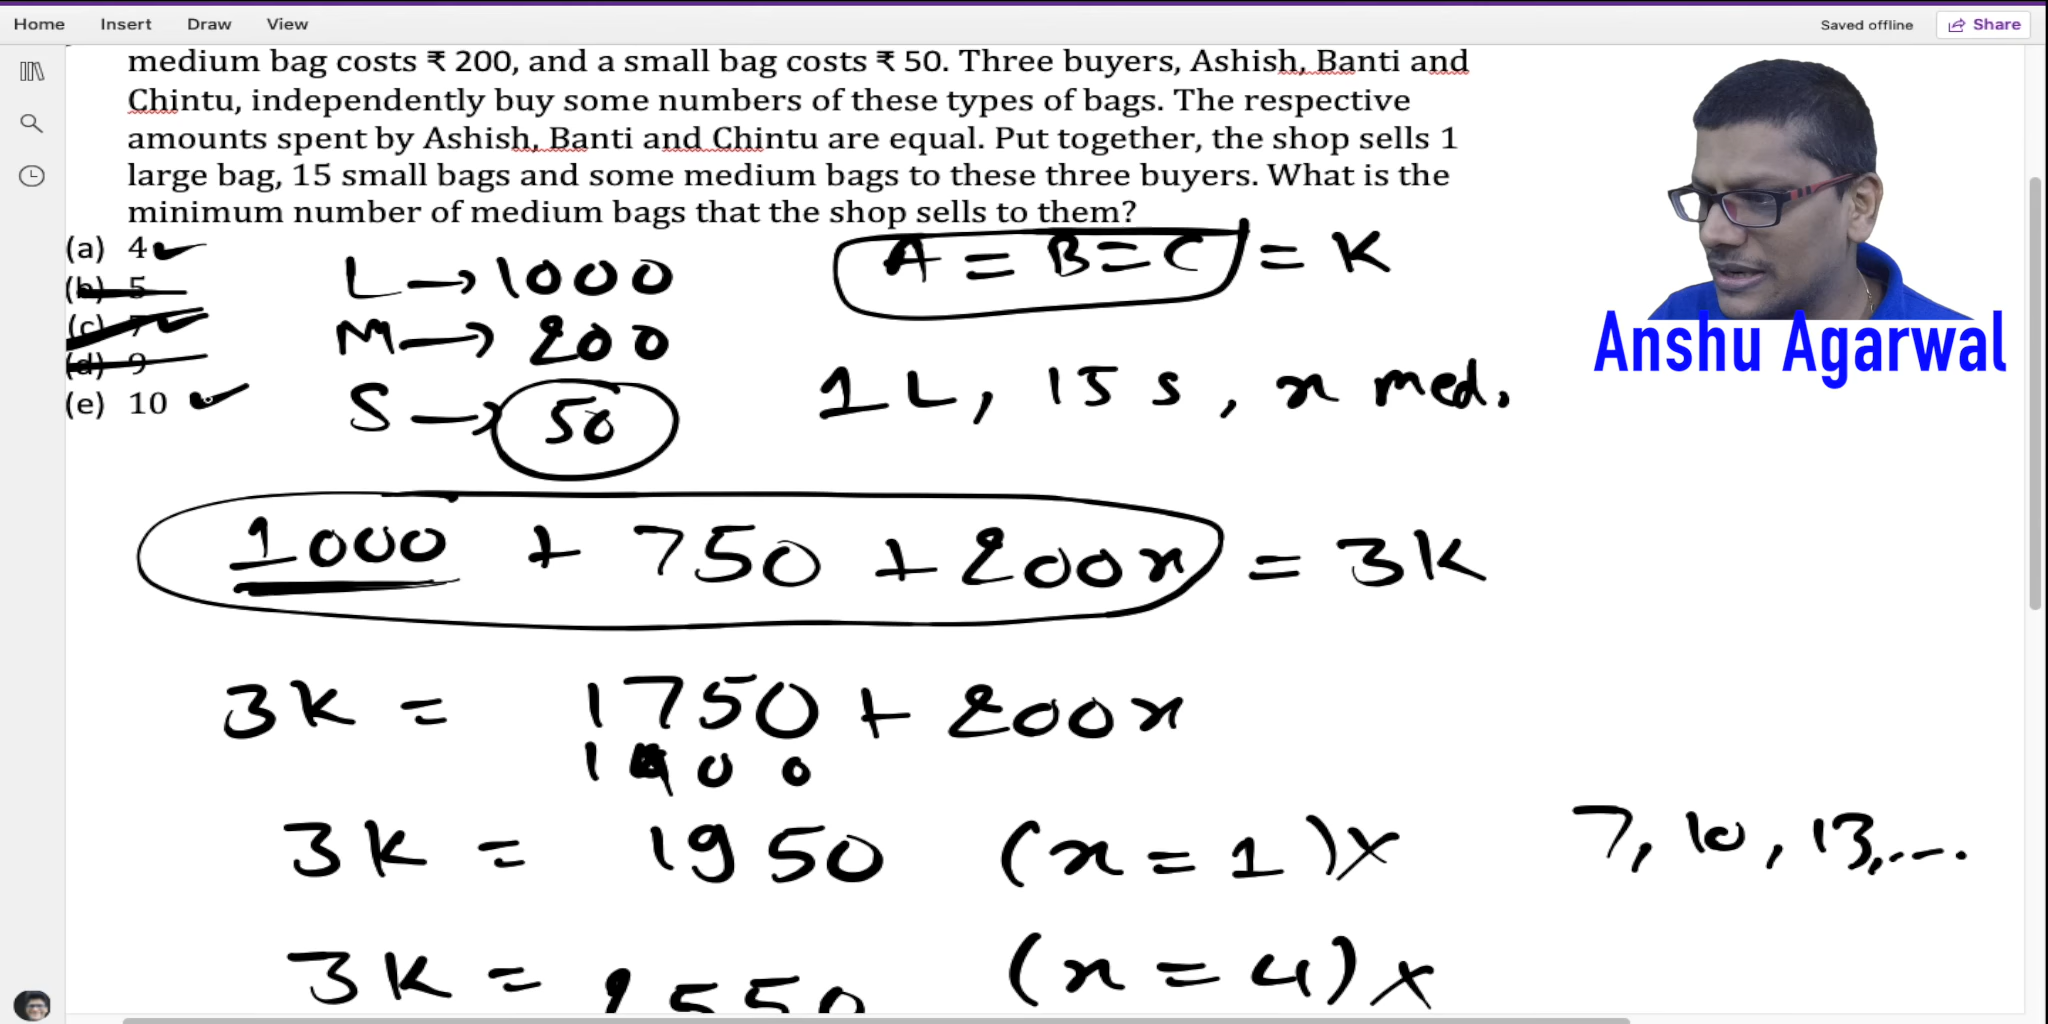 Home Insert Draw View Saved offline Share
medium bag costs ₹ 200, and a small bag costs ₹ 50. Three buyers, Ashish, Banti and
Chintu, independently buy some numbers of these types of bags. The respective
amounts spent by Ashish, Banti and Chintu are equal. Put together, the shop sells 1
large bag, 15 small bags and some medium bags to these three buyers. What is the
minimum number of medium bags that the shop sells to them?
(a) 4
(b) 5
(c) 7
(d) 9
(e) 10
L → 1000
M → 200
S → 50
A = B = C = K
1 L, 15 s, x med.
Anshu Agarwal
1000 + 750 + 200x = 3K
3K = 1750 + 200x
3K = 1950 (x = 1) x
7, 10, 13, ....
3K = 2550 (x = 4) x